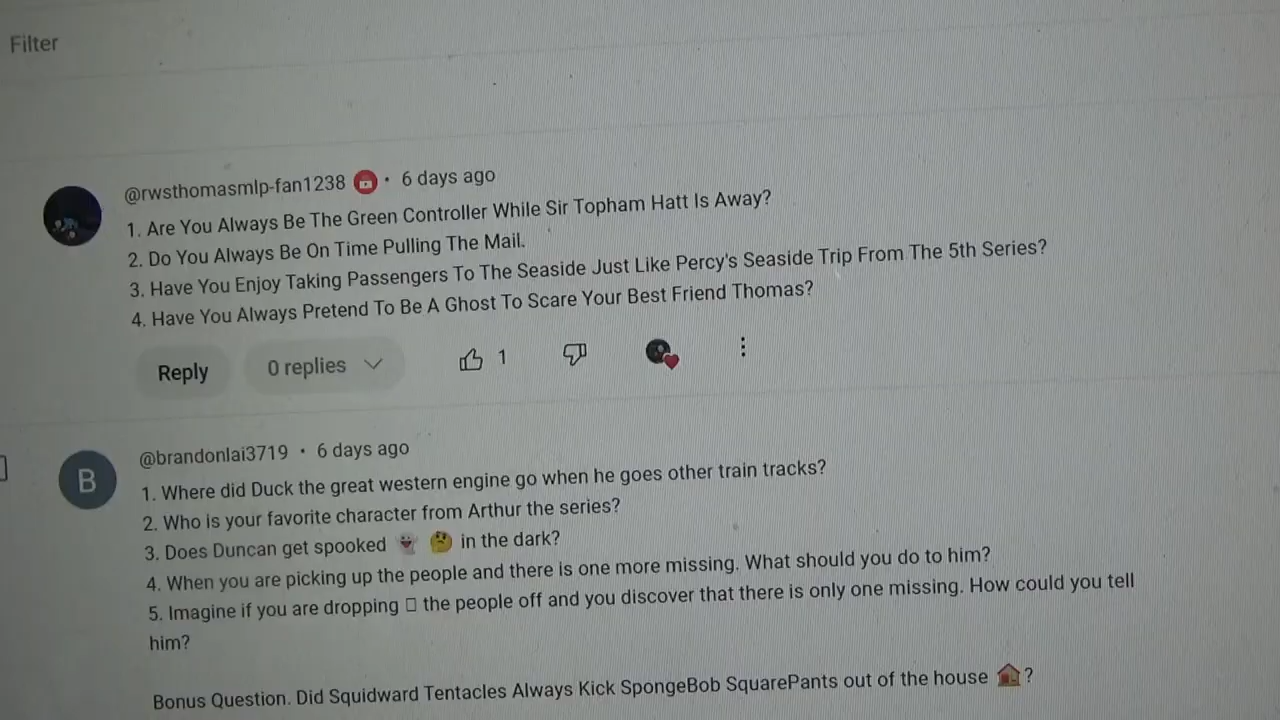 Filter
@rwsthomasmlp-fan1238 · 6 days ago
1. Are You Always Be The Green Controller While Sir Topham Hatt Is Away?
2. Do You Always Be On Time Pulling The Mail.
3. Have You Enjoy Taking Passengers To The Seaside Just Like Percy's Seaside Trip From The 5th Series?
4. Have You Always Pretend To Be A Ghost To Scare Your Best Friend Thomas?
Reply 0 replies 1
@brandonlai3719 · 6 days ago
B
1. Where did Duck the great western engine go when he goes other train tracks?
2. Who is your favorite character from Arthur the series?
3. Does Duncan get spooked 👻 🤔 in the dark?
4. When you are picking up the people and there is one more missing. What should you do to him?
5. Imagine if you are dropping ▯ the people off and you discover that there is only one missing. How could you tell
him?
Bonus Question. Did Squidward Tentacles Always Kick SpongeBob SquarePants out of the house 🏠?